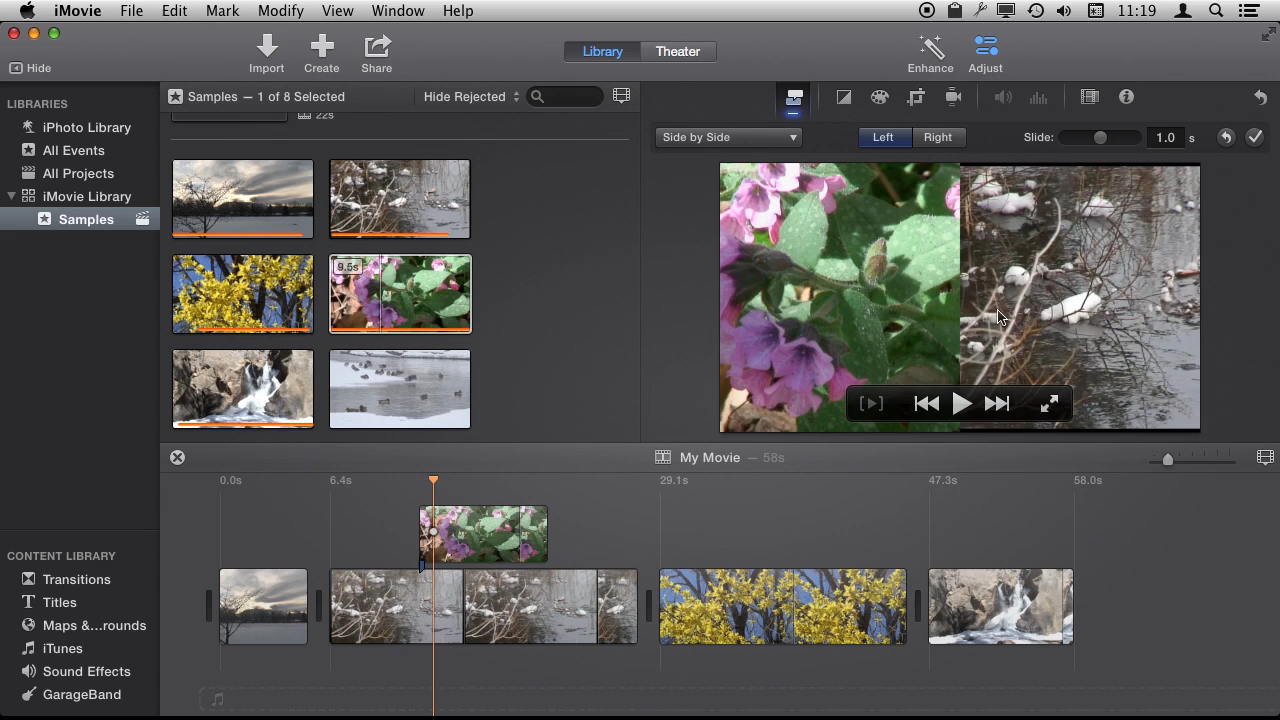 iMovie File Edit Mark Modify View Window Help 11:19
Hide Import Create Share Library Theater Enhance Adjust
LIBRARIES
iPhoto Library
All Events
All Projects
iMovie Library
Samples
Samples — 1 of 8 Selected Hide Rejected
22s
9.5s
Side by Side Left Right Slide: 1.0 s
My Movie — 58s
0.0s 6.4s 29.1s 47.3s 58.0s
CONTENT LIBRARY
Transitions
Titles
Maps &...rounds
iTunes
Sound Effects
GarageBand